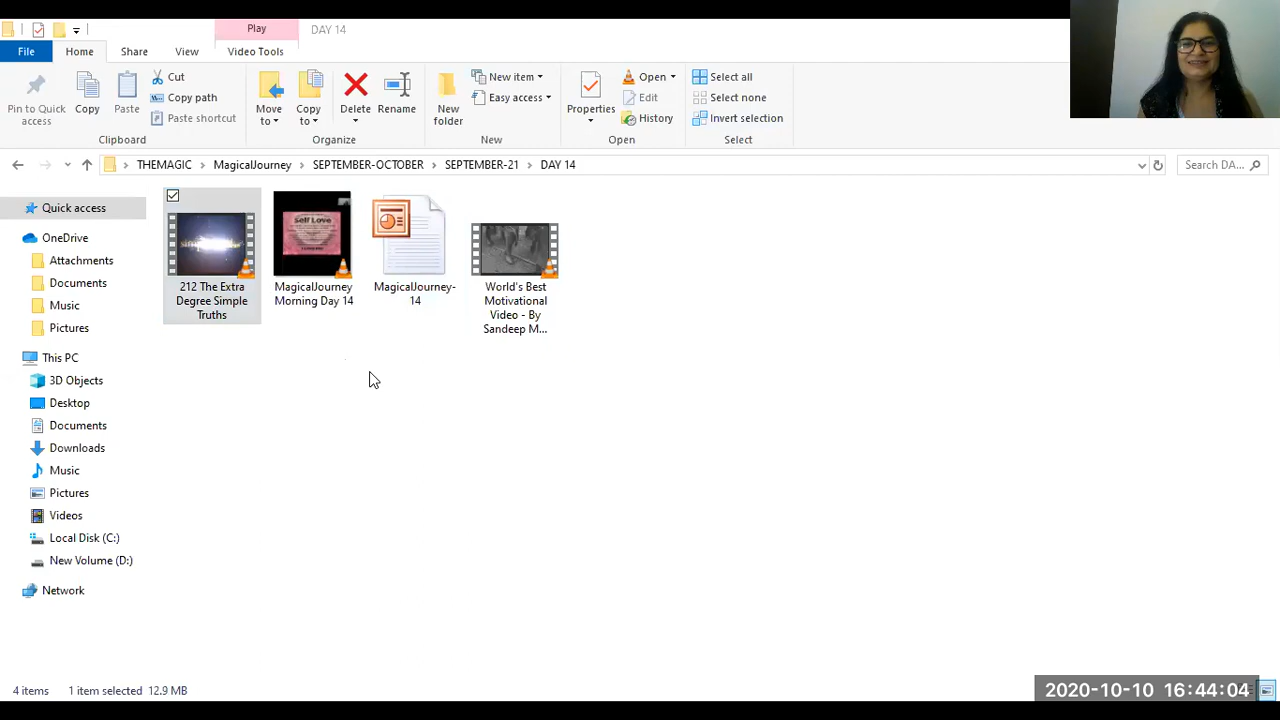 Play
DAY 14
File
Home
Share
View
Video Tools
Pin to Quick
access
Copy
Paste
Cut
Copy path
Paste shortcut
Clipboard
Move
to
Copy
to
Delete
Rename
Organize
New
folder
New item
Easy access
New
Properties
Open
Edit
History
Open
Select all
Select none
Invert selection
Select
THEMAGIC
MagicalJourney
SEPTEMBER-OCTOBER
SEPTEMBER-21
DAY 14
Search DA...
Quick access
OneDrive
Attachments
Documents
Music
Pictures
This PC
3D Objects
Desktop
Documents
Downloads
Music
Pictures
Videos
Local Disk (C:)
New Volume (D:)
Network
212 The Extra
Degree Simple
Truths
Self Love
MagicalJourney
Morning Day 14
MagicalJourney-
14
World's Best
Motivational
Video - By
Sandeep M...
4 items
1 item selected 12.9 MB
2020-10-10 16:44:04